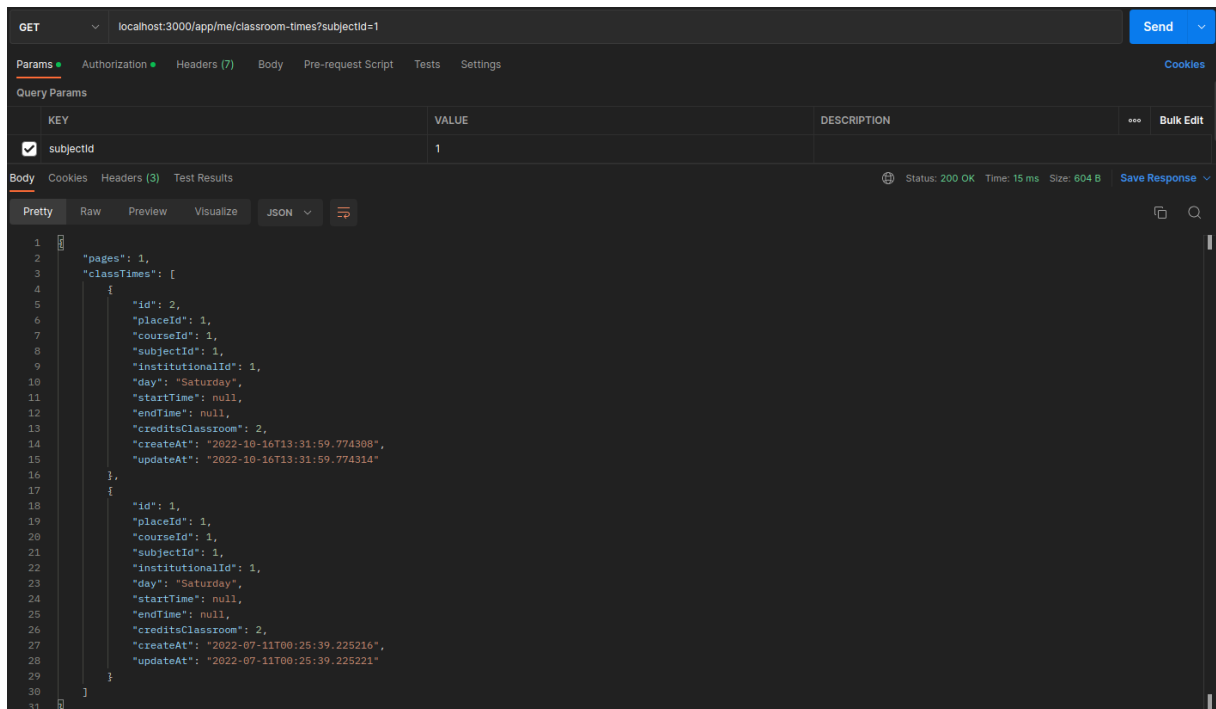 GET localhost:3000/app/me/classroom-times?subjectId=1 Send
Params Authorization Headers (7) Body Pre-request Script Tests Settings Cookies
Query Params
KEY VALUE DESCRIPTION ooo Bulk Edit
subjectId 1
Body Cookies Headers (3) Test Results Status: 200 OK Time: 15 ms Size: 604 B Save Response
Pretty Raw Preview Visualize JSON
1 {
2 "pages": 1,
3 "classTimes": [
4 {
5 "id": 2,
6 "placeId": 1,
7 "courseId": 1,
8 "subjectId": 1,
9 "institutionalId": 1,
10 "day": "Saturday",
11 "startTime": null,
12 "endTime": null,
13 "creditsClassroom": 2,
14 "createAt": "2022-10-16T13:31:59.774308",
15 "updateAt": "2022-10-16T13:31:59.774314"
16 },
17 {
18 "id": 1,
19 "placeId": 1,
20 "courseId": 1,
21 "subjectId": 1,
22 "institutionalId": 1,
23 "day": "Saturday",
24 "startTime": null,
25 "endTime": null,
26 "creditsClassroom": 2,
27 "createAt": "2022-07-11T00:25:39.225216",
28 "updateAt": "2022-07-11T00:25:39.225221"
29 }
30 ]
31 }